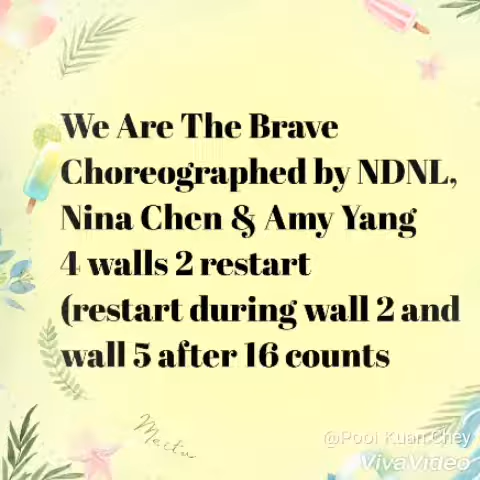 We Are The Brave
Choreographed by NDNL,
Nina Chen & Amy Yang
4 walls 2 restart
(restart during wall 2 and
wall 5 after 16 counts
@Pooi Kuan Chey
VivaVideo